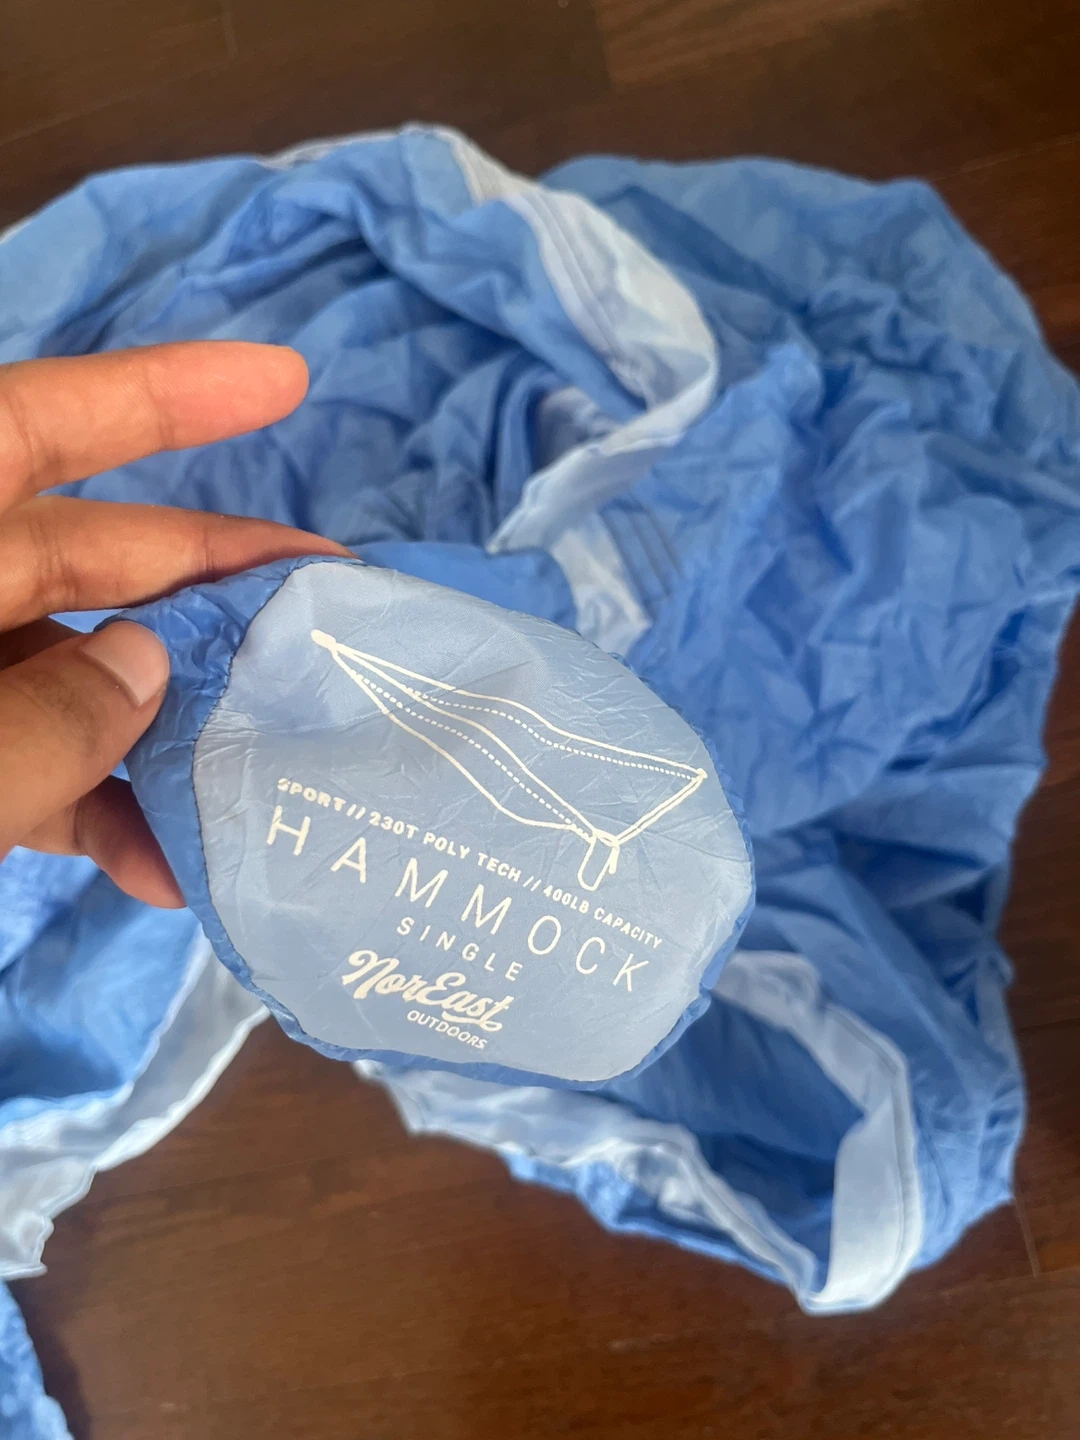 SPORT // 230T POLY TECH // 400LB CAPACITY
HAMMOCK
SINGLE
NorEast
OUTDOORS